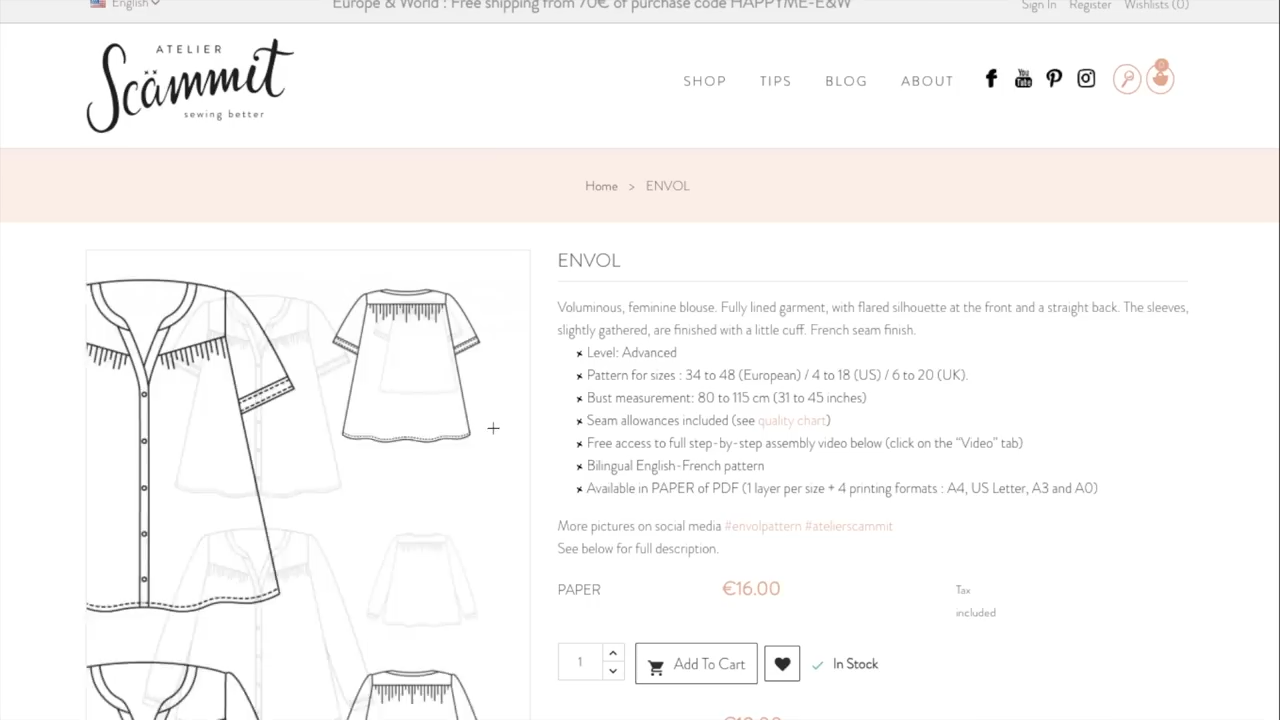 English
Europe & World : Free shipping from 70€ of purchase code HAPPYME-E&W
Sign In Register Wishlists (0)
ATELIER
Scämmit
sewing better
SHOP TIPS BLOG ABOUT
You
Tube
Home > ENVOL
ENVOL
Voluminous, feminine blouse. Fully lined garment, with flared silhouette at the front and a straight back. The sleeves,
slightly gathered, are finished with a little cuff. French seam finish.
Level: Advanced
Pattern for sizes : 34 to 48 (European) / 4 to 18 (US) / 6 to 20 (UK).
Bust measurement: 80 to 115 cm (31 to 45 inches)
Seam allowances included (see quality chart)
Free access to full step-by-step assembly video below (click on the "Video" tab)
Bilingual English-French pattern
Available in PAPER of PDF (1 layer per size + 4 printing formats : A4, US Letter, A3 and A0)
More pictures on social media #envolpattern #atelierscammit
See below for full description.
PAPER €16.00 Tax
included
1 Add To Cart In Stock